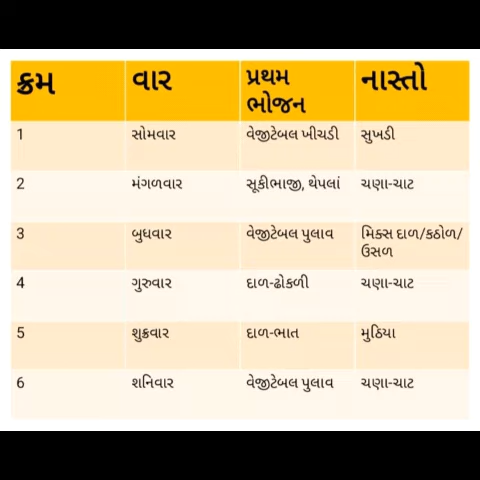 ક્રમ વાર પ્રથમ ભોજન નાસ્તો
1 સોમવાર વેજીટેબલ ખીચડી સુખડી
2 મંગળવાર સૂકીભાજી, થેપલાં ચણા-ચાટ
3 બુધવાર વેજીટેબલ પુલાવ મિક્સ દાળ/કઠોળ/
ઉસળ
4 ગુરુવાર દાળ-ઢોકળી ચણા-ચાટ
5 શુક્રવાર દાળ-ભાત મુઠિયા
6 શનિવાર વેજીટેબલ પુલાવ ચણા-ચાટ